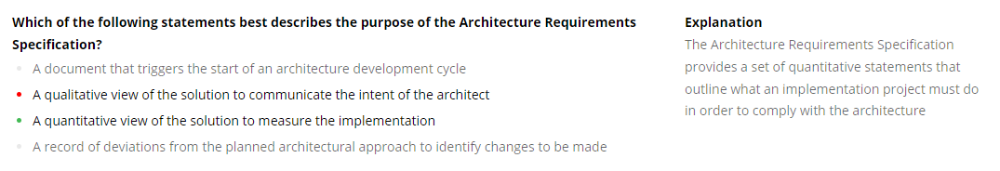 Which of the following statements best describes the purpose of the Architecture Requirements
Specification?
A document that triggers the start of an architecture development cycle
A qualitative view of the solution to communicate the intent of the architect
A quantitative view of the solution to measure the implementation
A record of deviations from the planned architectural approach to identify changes to be made
Explanation
The Architecture Requirements Specification
provides a set of quantitative statements that
outline what an implementation project must do
in order to comply with the architecture